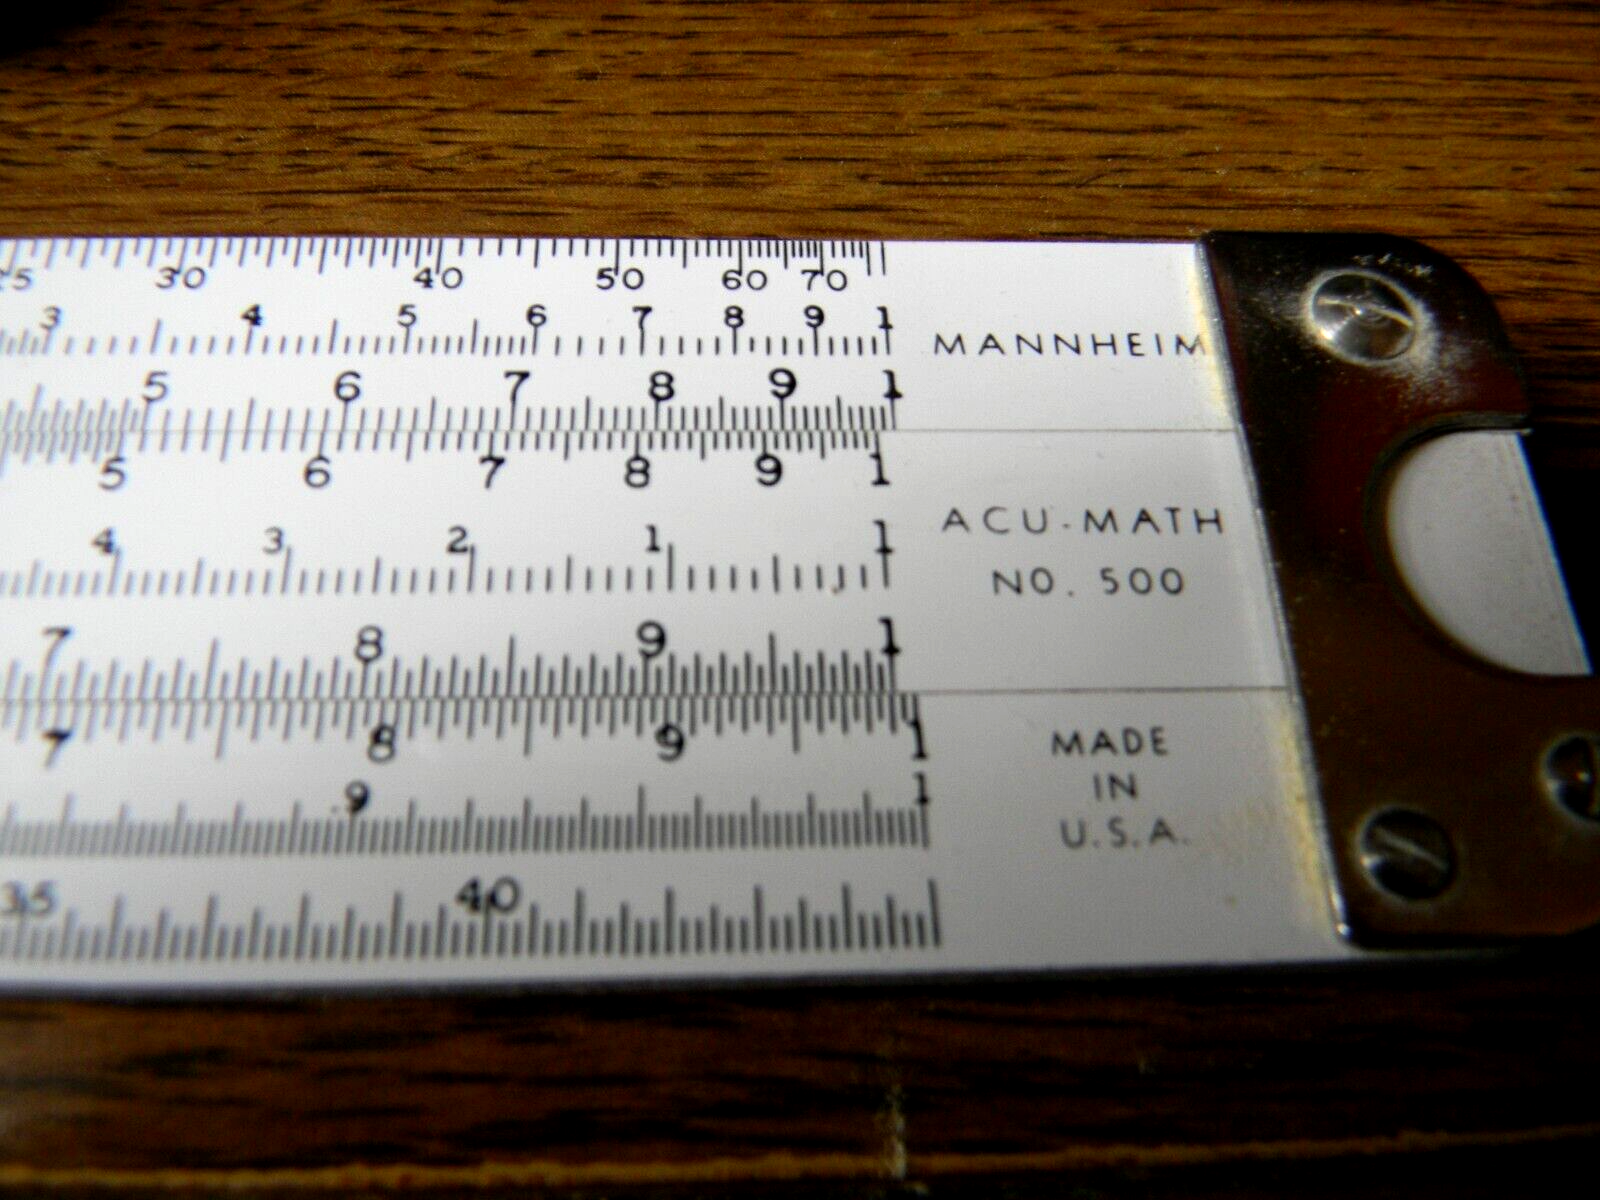 30 40 50 60 70
3 4 5 6 7 8 9 1
MANNHEIM
5 6 7 8 9 1
5 6 7 8 9 1
ACU-MATH
4 3 2 1 1
NO. 500
7 8 9 1
7 8 9 1
MADE
IN
U.S.A.
.9 1
35 40